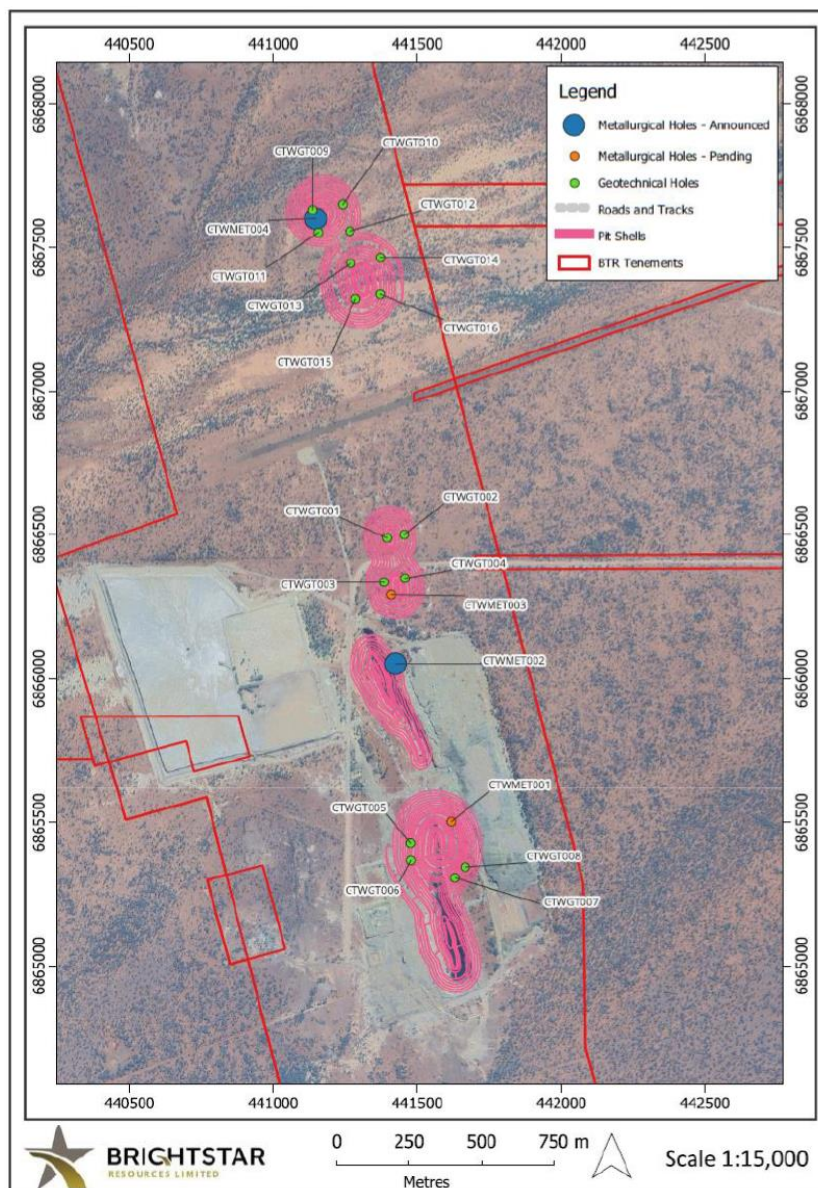 440500 441000 441500 442000 442500
6868000
6867500
6867000
6866500
6866000
6865500
6865000
6868000
6867500
6867000
6866500
6866000
6865500
6865000
Legend
Metallurgical Holes - Announced
Metallurgical Holes - Pending
Geotechnical Holes
Roads and Tracks
Pit Shells
BTR Tenements
CTWGT010
CTWGT009
CTWGT012
CTWMET004
CTWGT014
CTWGT011
CTWGT013
CTWGT016
CTWGT015
CTWGT002
CTWGT001
CTWGT004
CTWGT003
CTWMET003
CTWMET002
CTWMET001
CTWGT005
CTWGT008
CTWGT006
CTWGT007
440500 441000 441500 442000 442500
BRIGHTSTAR
RESOURCES LIMITED
0 250 500 750 m
Metres
Scale 1:15,000